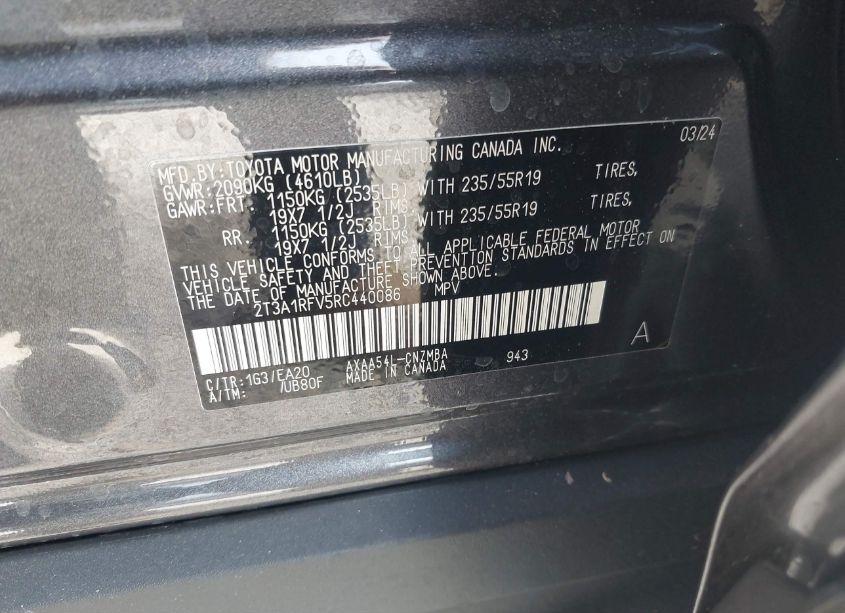 MFD.BY:TOYOTA MOTOR MANUFACTURING CANADA INC. 03/24
GVWR:2090KG (4610LB)
GAWR:FRT. 1150KG (2535LB) WITH 235/55R19 TIRES,
19X7 1/2J RIMS,
RR. 1150KG (2535LB) WITH 235/55R19 TIRES,
19X7 1/2J RIMS,
THIS VEHICLE CONFORMS TO ALL APPLICABLE FEDERAL MOTOR
VEHICLE SAFETY AND THEFT PREVENTION STANDARDS IN EFFECT ON
THE DATE OF MANUFACTURE SHOWN ABOVE.
2T3A1RFV5RC440086 MPV
A
C/TR:1G3/EA20 AXAA54L-CNZMBA 943
A/TM: /UB80F MADE IN CANADA